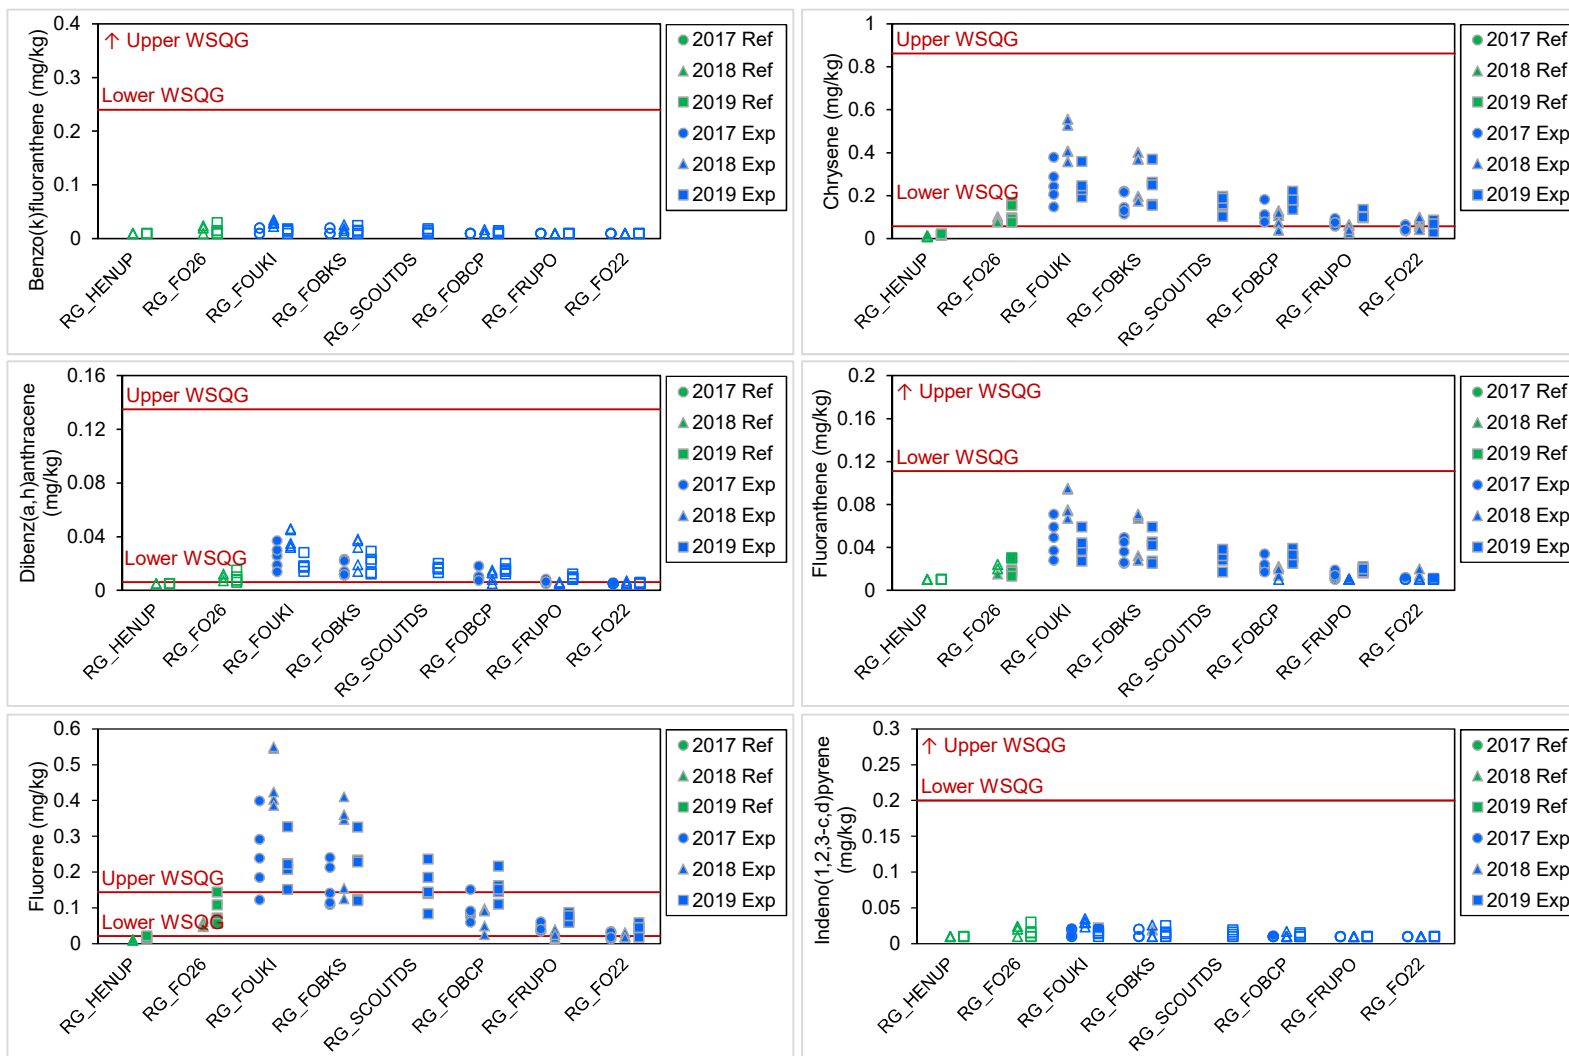 Benzo(k)fluoranthene (mg/kg)
0.4
0.3
0.2
0.1
0
↑ Upper WSQG
Lower WSQG
RG_HENUP
RG_FO26
RG_FOUKI
RG_FOBKS
RG_SCOUTDS
RG_FOBCP
RG_FRUPO
RG_FO22
2017 Ref
2018 Ref
2019 Ref
2017 Exp
2018 Exp
2019 Exp
Chrysene (mg/kg)
1
0.8
0.6
0.4
0.2
0
Upper WSQG
Lower WSQG
RG_HENUP
RG_FO26
RG_FOUKI
RG_FOBKS
RG_SCOUTDS
RG_FOBCP
RG_FRUPO
RG_FO22
2017 Ref
2018 Ref
2019 Ref
2017 Exp
2018 Exp
2019 Exp
Dibenz(a,h)anthracene
(mg/kg)
0.16
0.12
0.08
0.04
0
Upper WSQG
Lower WSQG
RG_HENUP
RG_FO26
RG_FOUKI
RG_FOBKS
RG_SCOUTDS
RG_FOBCP
RG_FRUPO
RG_FO22
2017 Ref
2018 Ref
2019 Ref
2017 Exp
2018 Exp
2019 Exp
Fluoranthene (mg/kg)
0.2
0.16
0.12
0.08
0.04
0
↑ Upper WSQG
Lower WSQG
RG_HENUP
RG_FO26
RG_FOUKI
RG_FOBKS
RG_SCOUTDS
RG_FOBCP
RG_FRUPO
RG_FO22
2017 Ref
2018 Ref
2019 Ref
2017 Exp
2018 Exp
2019 Exp
Fluorene (mg/kg)
0.6
0.5
0.4
0.3
0.2
0.1
0
Upper WSQG
Lower WSQG
RG_HENUP
RG_FO26
RG_FOUKI
RG_FOBKS
RG_SCOUTDS
RG_FOBCP
RG_FRUPO
RG_FO22
2017 Ref
2018 Ref
2019 Ref
2017 Exp
2018 Exp
2019 Exp
Indeno(1,2,3-c,d)pyrene
(mg/kg)
0.3
0.25
0.2
0.15
0.1
0.05
0
↑ Upper WSQG
Lower WSQG
RG_HENUP
RG_FO26
RG_FOUKI
RG_FOBKS
RG_SCOUTDS
RG_FOBCP
RG_FRUPO
RG_FO22
2017 Ref
2018 Ref
2019 Ref
2017 Exp
2018 Exp
2019 Exp